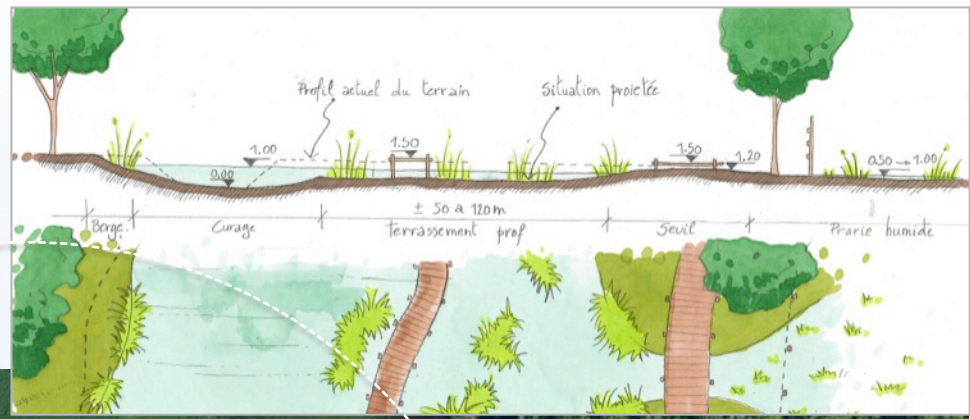 Profil actuel du terrain
Situation projetée
1.00
1.50
0.00
1.50
1.20
0.50 → 1.00
± 50 à 120m
Berge
Curage
terrassement prof
Seuil
Prairie humide